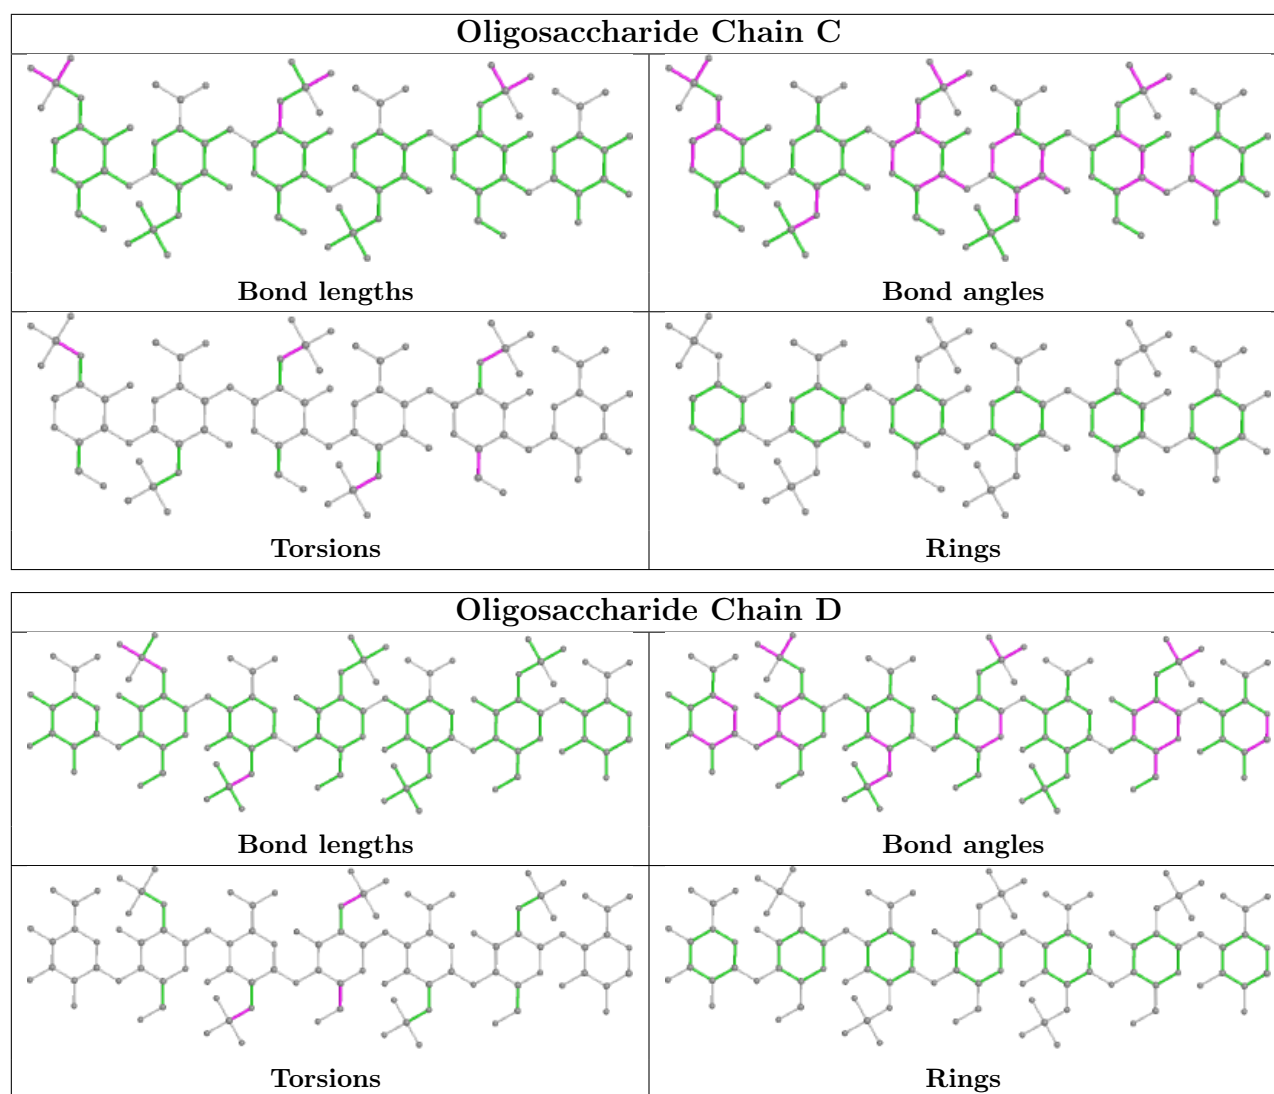 Oligosaccharide Chain C
Bond lengths
Bond angles
Torsions
Rings
Oligosaccharide Chain D
Bond lengths
Bond angles
Torsions
Rings